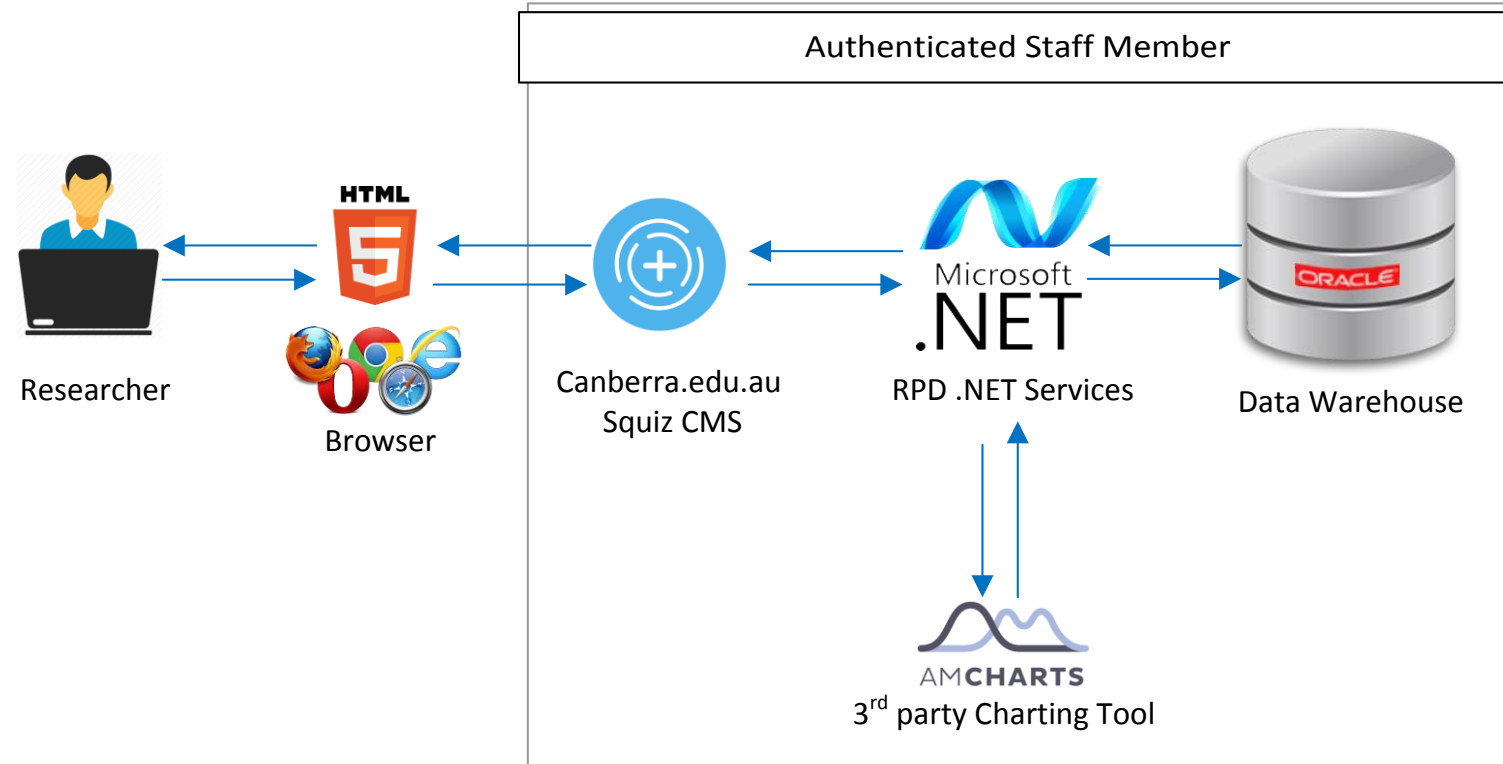 Authenticated Staff Member
HTML
5
Microsoft
.NET
ORACLE
Researcher
Browser
Canberra.edu.au
Squiz CMS
RPD .NET Services
Data Warehouse
AMCHARTS
3rd party Charting Tool